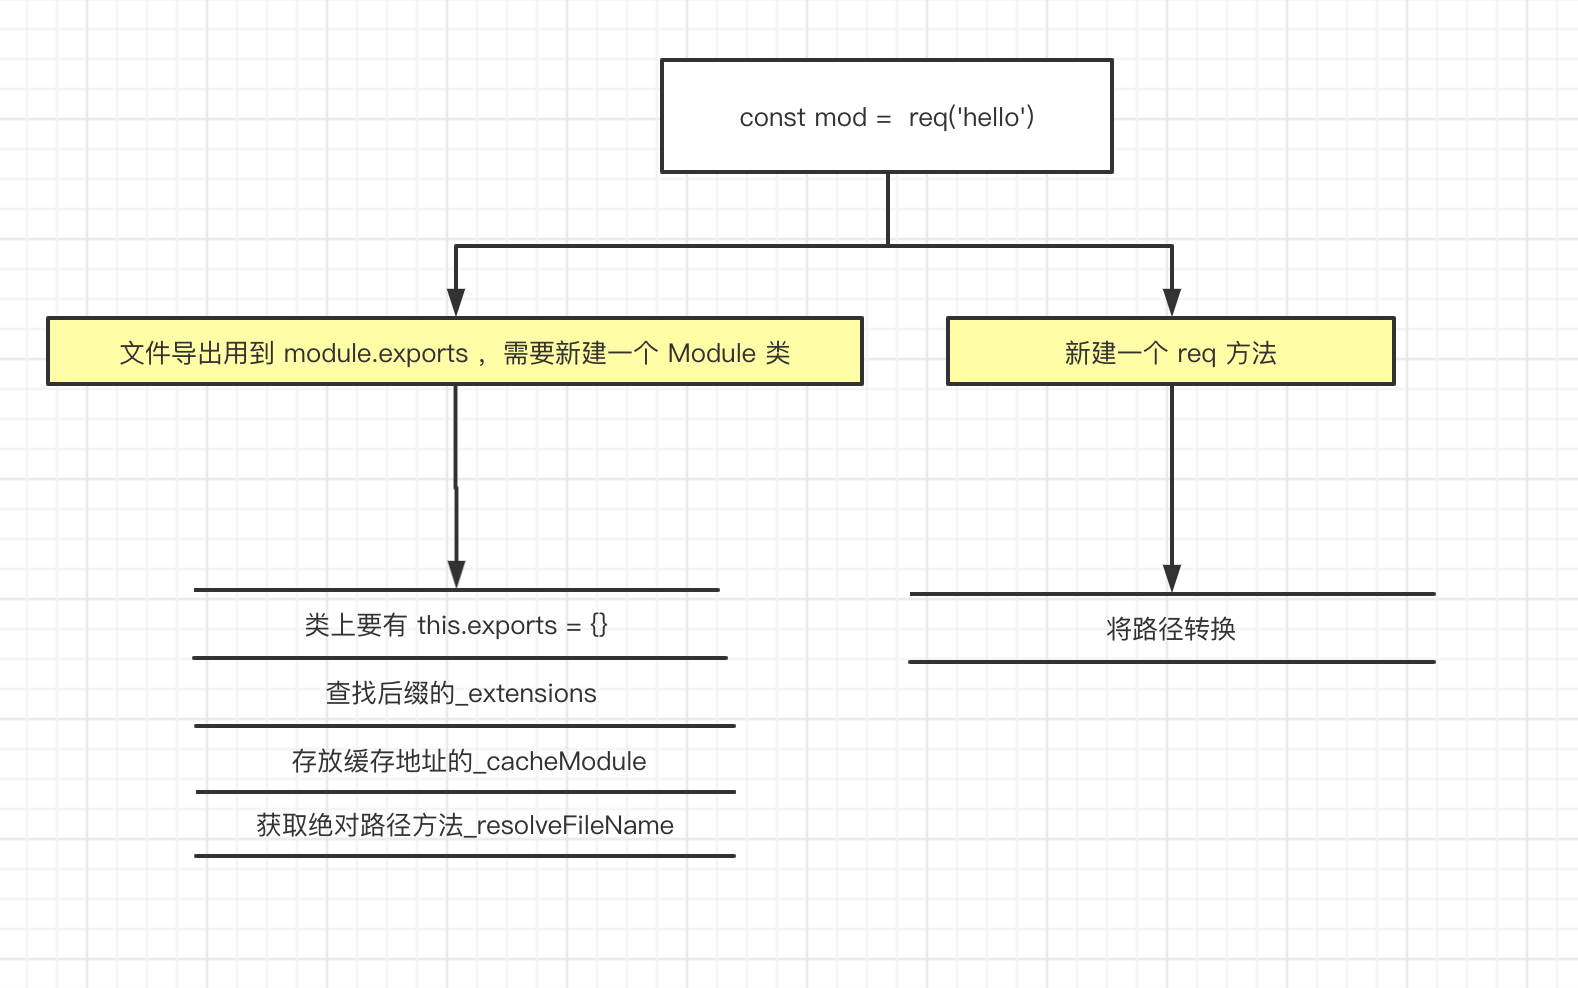 const mod =  req('hello')
文件导出用到 module.exports ，需要新建一个 Module 类
新建一个 req 方法
类上要有 this.exports = {}
查找后缀的_extensions
存放缓存地址的_cacheModule
获取绝对路径方法_resolveFileName
将路径转换